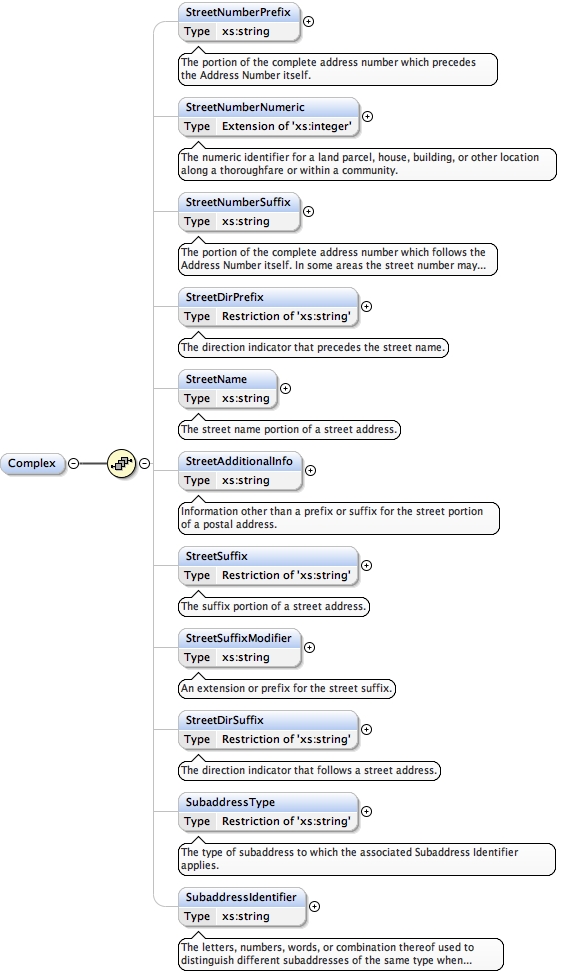 StreetNumberPrefix
Type xs:string
The portion of the complete address number which precedes
the Address Number itself.
StreetNumberNumeric
Type Extension of 'xs:integer'
The numeric identifier for a land parcel, house, building, or other location
along a thoroughfare or within a community.
StreetNumberSuffix
Type xs:string
The portion of the complete address number which follows the
Address Number itself. In some areas the street number may...
StreetDirPrefix
Type Restriction of 'xs:string'
The direction indicator that precedes the street name.
StreetName
Type xs:string
The street name portion of a street address.
Complex
StreetAdditionalInfo
Type xs:string
Information other than a prefix or suffix for the street portion
of a postal address.
StreetSuffix
Type Restriction of 'xs:string'
The suffix portion of a street address.
StreetSuffixModifier
Type xs:string
An extension or prefix for the street suffix.
StreetDirSuffix
Type Restriction of 'xs:string'
The direction indicator that follows a street address.
SubaddressType
Type Restriction of 'xs:string'
The type of subaddress to which the associated Subaddress Identifier
applies.
SubaddressIdentifier
Type xs:string
The letters, numbers, words, or combination thereof used to
distinguish different subaddresses of the same type when...